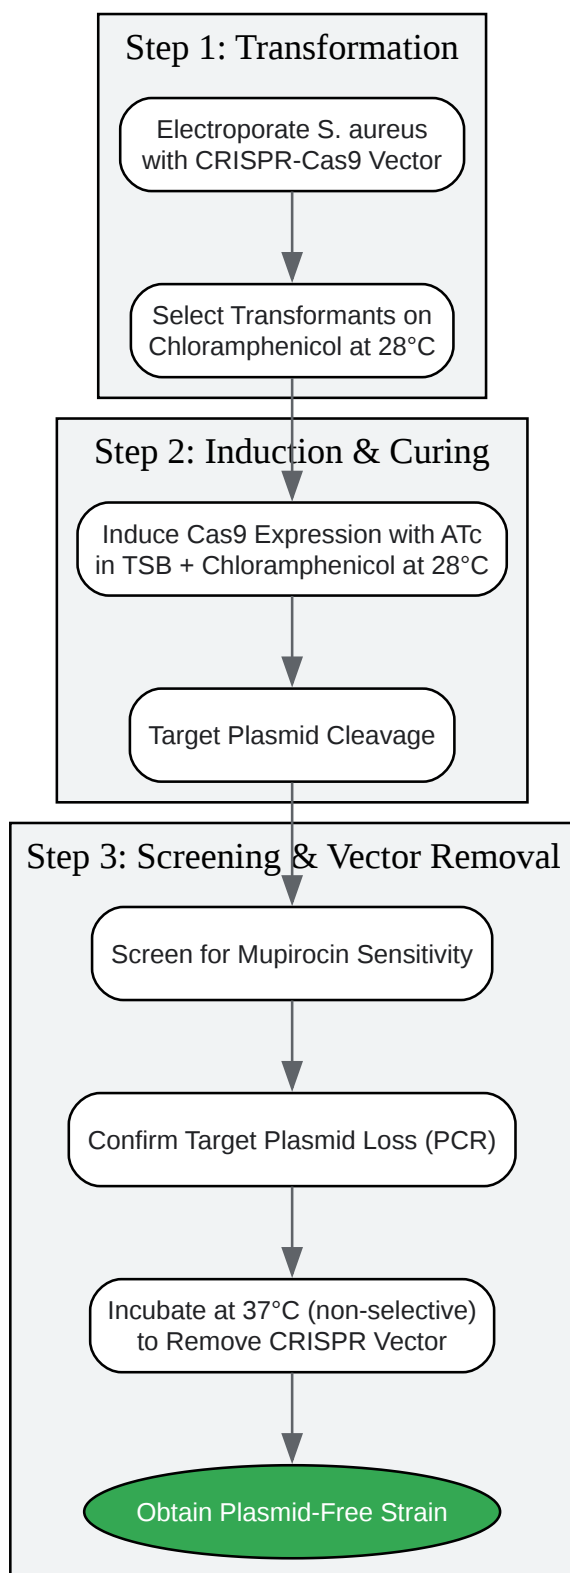 Step 1: Transformation
Electroporate S. aureus
with CRISPR-Cas9 Vector
Select Transformants on
Chloramphenicol at 28°C
Step 2: Induction & Curing
Induce Cas9 Expression with ATc
in TSB + Chloramphenicol at 28°C
Target Plasmid Cleavage
Step 3: Screening & Vector Removal
Screen for Mupirocin Sensitivity
Confirm Target Plasmid Loss (PCR)
Incubate at 37°C (non-selective)
to Remove CRISPR Vector
Obtain Plasmid-Free Strain